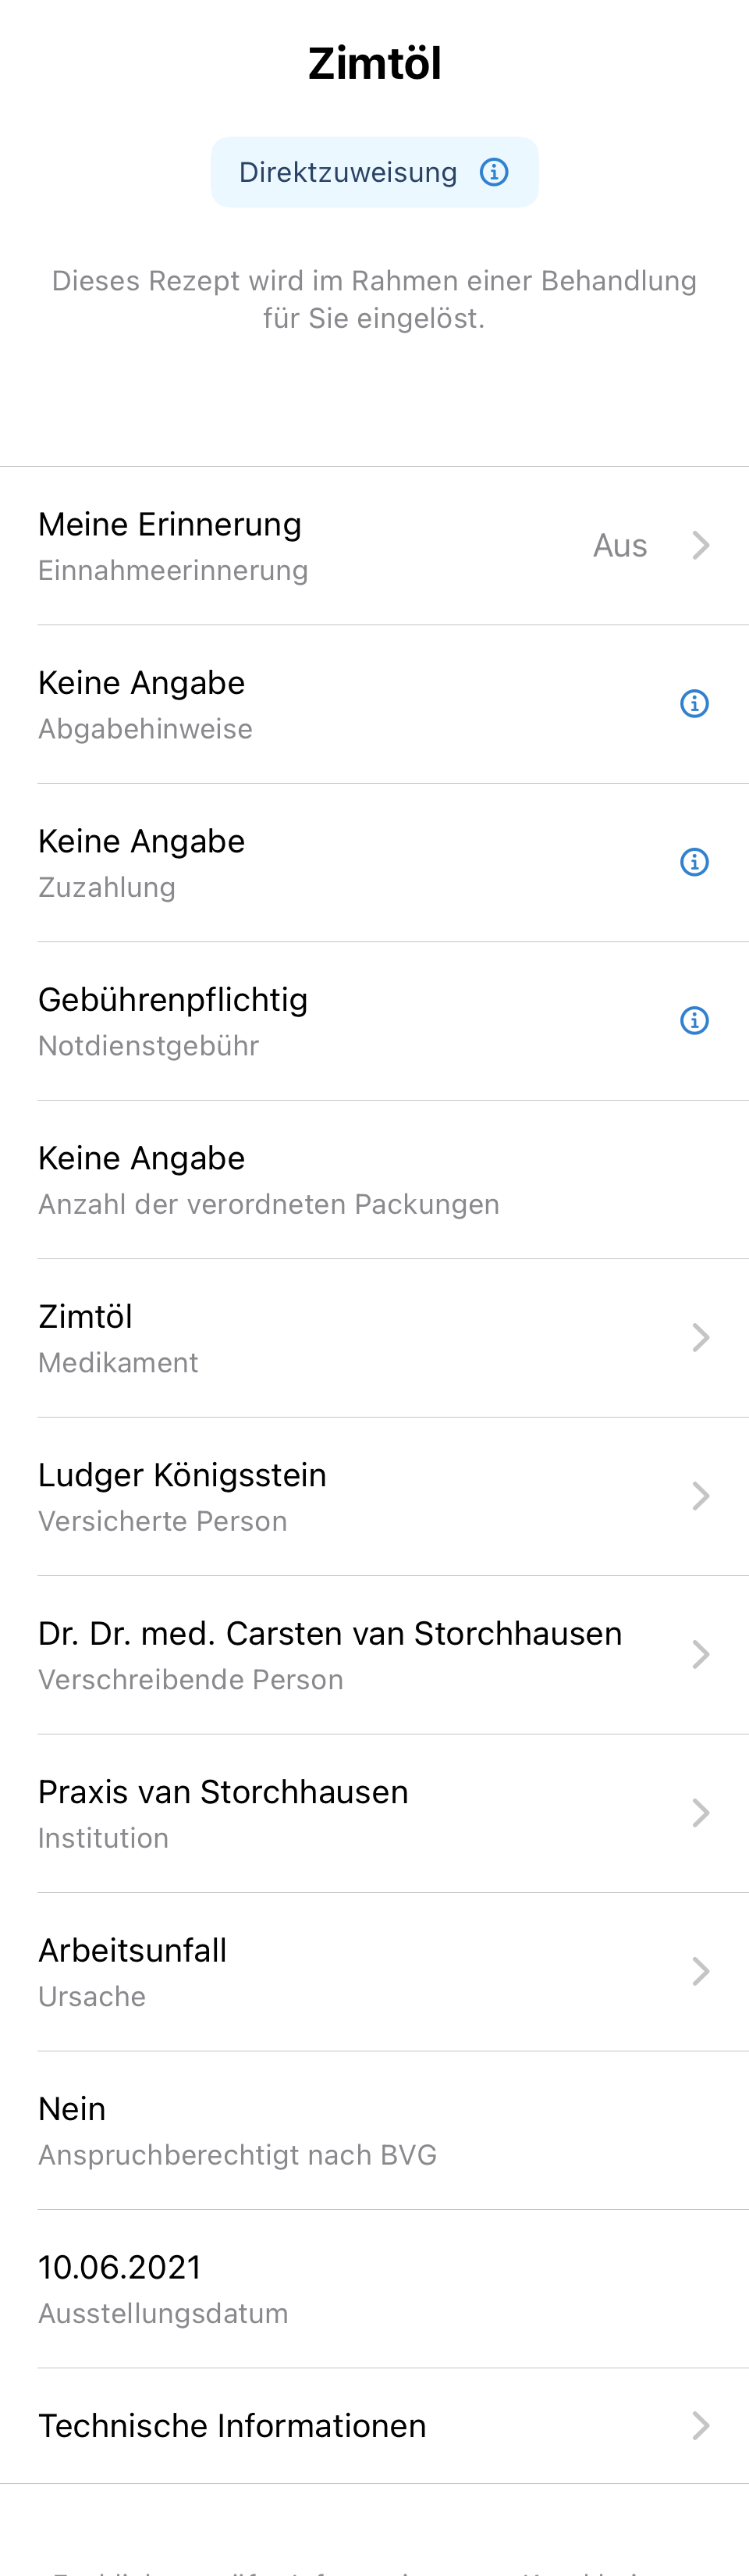 Zimtöl
Direktzuweisung
Dieses Rezept wird im Rahmen einer Behandlung
für Sie eingelöst.
Meine Erinnerung
Einnahmeerinnerung
Aus
Keine Angabe
Abgabehinweise
Keine Angabe
Zuzahlung
Gebührenpflichtig
Notdienstgebühr
Keine Angabe
Anzahl der verordneten Packungen
Zimtöl
Medikament
Ludger Königsstein
Versicherte Person
Dr. Dr. med. Carsten van Storchhausen
Verschreibende Person
Praxis van Storchhausen
Institution
Arbeitsunfall
Ursache
Nein
Anspruchberechtigt nach BVG
10.06.2021
Ausstellungsdatum
Technische Informationen